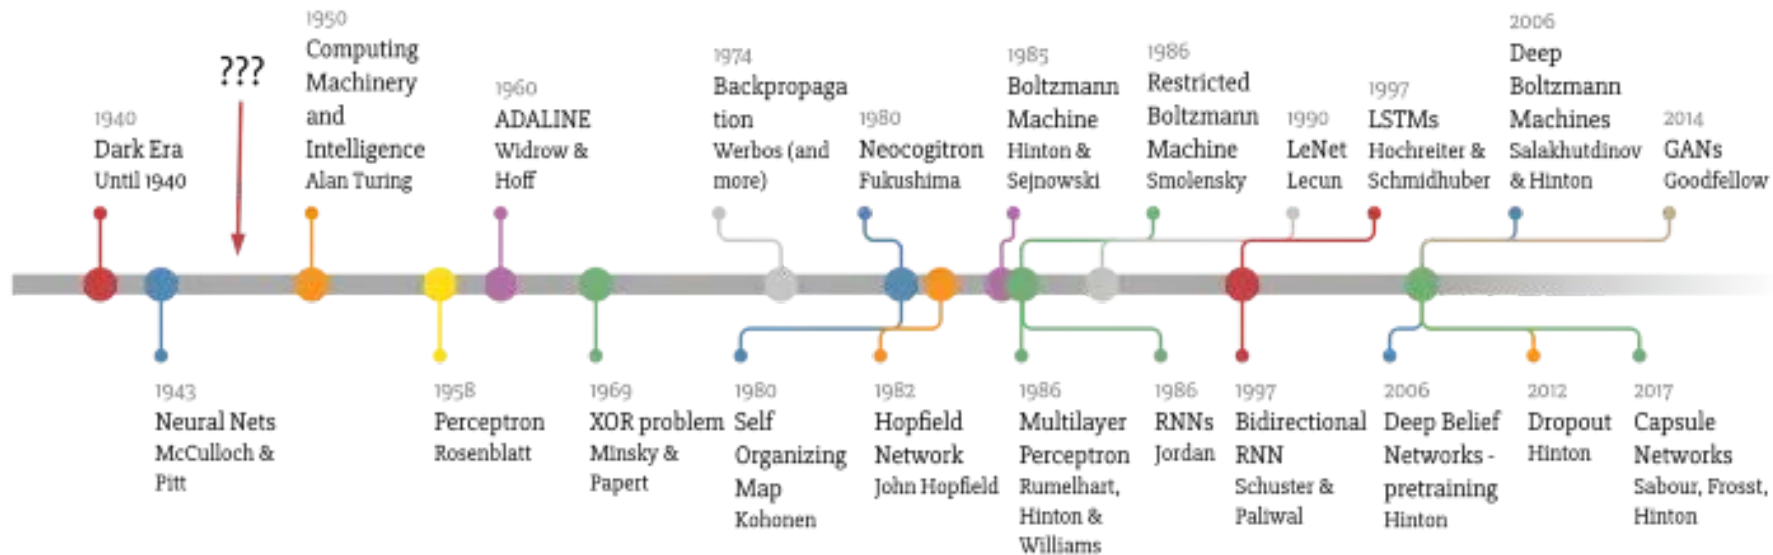 ???
1940
Dark Era
Until 1940
1950
Computing
Machinery
and
Intelligence
Alan Turing
1960
ADALINE
Widrow &
Hoff
1974
Backpropaga
tion
Werbos (and
more)
1980
Neocogitron
Fukushima
1985
Boltzmann
Machine
Hinton &
Sejnowski
1986
Restricted
Boltzmann
Machine
Smolensky
1990
LeNet
Lecun
1997
LSTMs
Hochreiter &
Schmidhuber
2006
Deep
Boltzmann
Machines
Salakhutdinov
& Hinton
2014
GANs
Goodfellow
1943
Neural Nets
McCulloch &
Pitt
1958
Perceptron
Rosenblatt
1969
XOR problem
Minsky &
Papert
1980
Self
Organizing
Map
Kohonen
1982
Hopfield
Network
John Hopfield
1986
Multilayer
Perceptron
Rumelhart,
Hinton &
Williams
1986
RNNs
Jordan
1997
Bidirectional
RNN
Schuster &
Paliwal
2006
Deep Belief
Networks -
pretraining
Hinton
2012
Dropout
Hinton
2017
Capsule
Networks
Sabour, Frosst,
Hinton